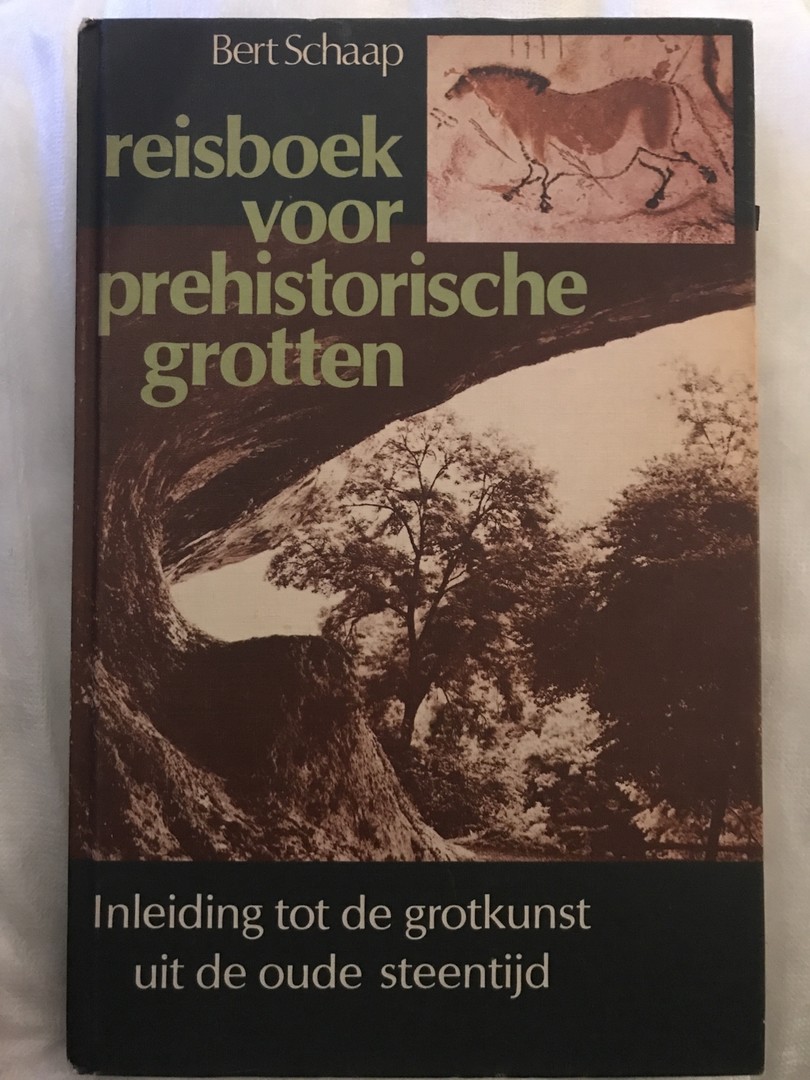 Bert Schaap
reisboek
voor
prehistorische
grotten
Inleiding tot de grotkunst
uit de oude steentijd